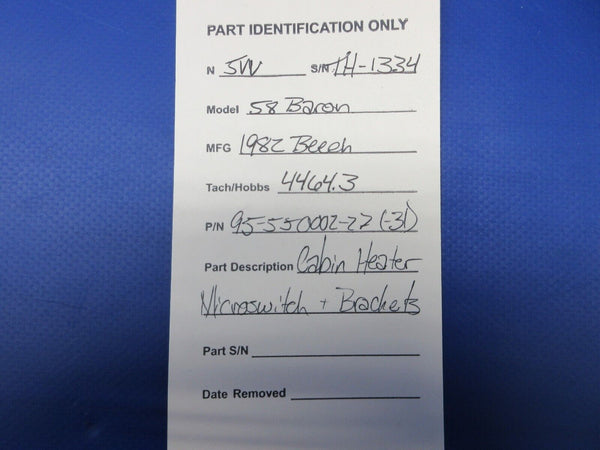 PART IDENTIFICATION ONLY
N 5W S/N TH-1334
Model 58 Baron
MFG 1982 Beech
Tach/Hobbs 4464.3
P/N 95-550002-27 (-31)
Part Description Cabin Heater
Microswitch + Brackets
Part S/N
Date Removed